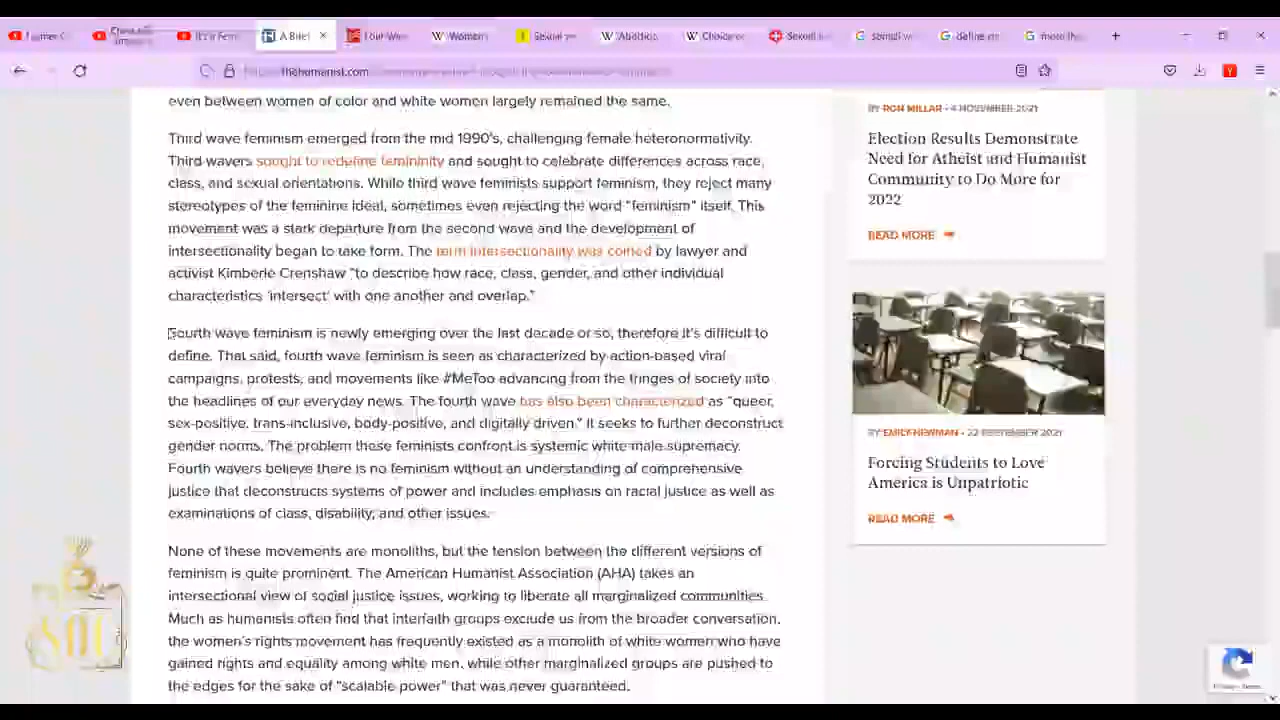 A Brief
Sexual
Abortion
define
thehumanist.com
even between women of color and white women largely remained the same.
Third wave feminism emerged from the mid 1990's, challenging female heteronormativity.
Third wavers sought to redefine femininity and sought to celebrate differences across race,
class, and sexual orientations. While third wave feminists support feminism, they reject many
stereotypes of the feminine ideal, sometimes even rejecting the word "feminism" itself. This
movement was a stark departure from the second wave and the development of
intersectionality began to take form. The term intersectionality was coined by lawyer and
activist Kimberle Crenshaw "to describe how race, class, gender, and other individual
characteristics 'intersect' with one another and overlap."
Fourth wave feminism is newly emerging over the last decade or so, therefore it's difficult to
define. That said, fourth wave feminism is seen as characterized by action-based viral
campaigns, protests, and movements like #MeToo advancing from the fringes of society into
the headlines of our everyday news. The fourth wave has also been characterized as "queer,
sex-positive, trans-inclusive, body-positive, and digitally driven." It seeks to further deconstruct
gender norms. The problem these feminists confront is systemic white male supremacy.
Fourth wavers believe there is no feminism without an understanding of comprehensive
justice that deconstructs systems of power and includes emphasis on racial justice as well as
examinations of class, disability, and other issues.
None of these movements are monoliths, but the tension between the different versions of
feminism is quite prominent. The American Humanist Association (AHA) takes an
intersectional view of social justice issues, working to liberate all marginalized communities.
Much as humanists often find that interfaith groups exclude us from the broader conversation,
the women's rights movement has frequently existed as a monolith of white women who have
gained rights and equality among white men, while other marginalized groups are pushed to
the edges for the sake of "scalable power" that was never guaranteed.
BY RON MILLAR • 4 NOVEMBER 2021
Election Results Demonstrate
Need for Atheist and Humanist
Community to Do More for
2022
READ MORE
BY EMILY NEWMAN • 22 SEPTEMBER 2021
Forcing Students to Love
America is Unpatriotic
READ MORE